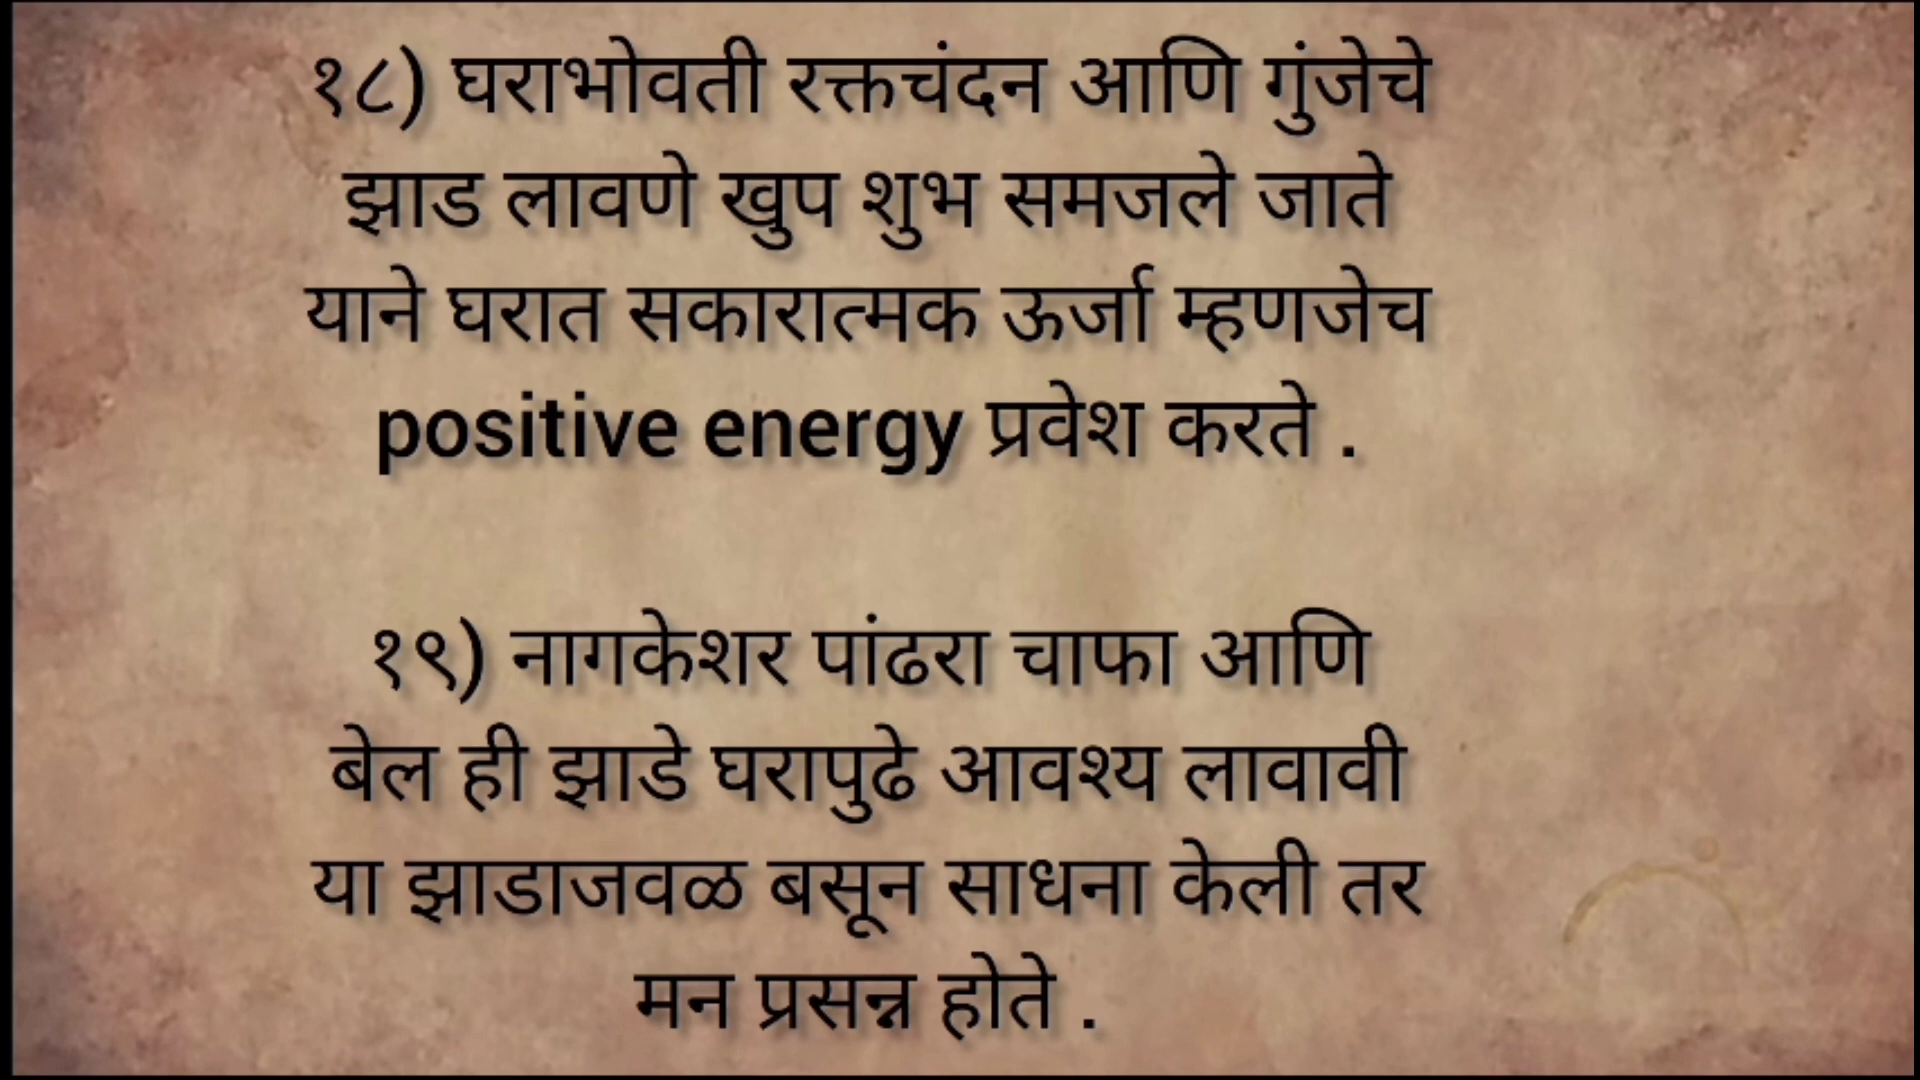 १८) घराभोवती रक्तचंदन आणि गुंजेचे
झाड लावणे खुप शुभ समजले जाते
याने घरात सकारात्मक ऊर्जा म्हणजेच
positive energy प्रवेश करते .
१९) नागकेशर पांढरा चाफा आणि
बेल ही झाडे घरापुढे आवश्य लावावी
या झाडाजवळ बसून साधना केली तर
मन प्रसन्न होते .